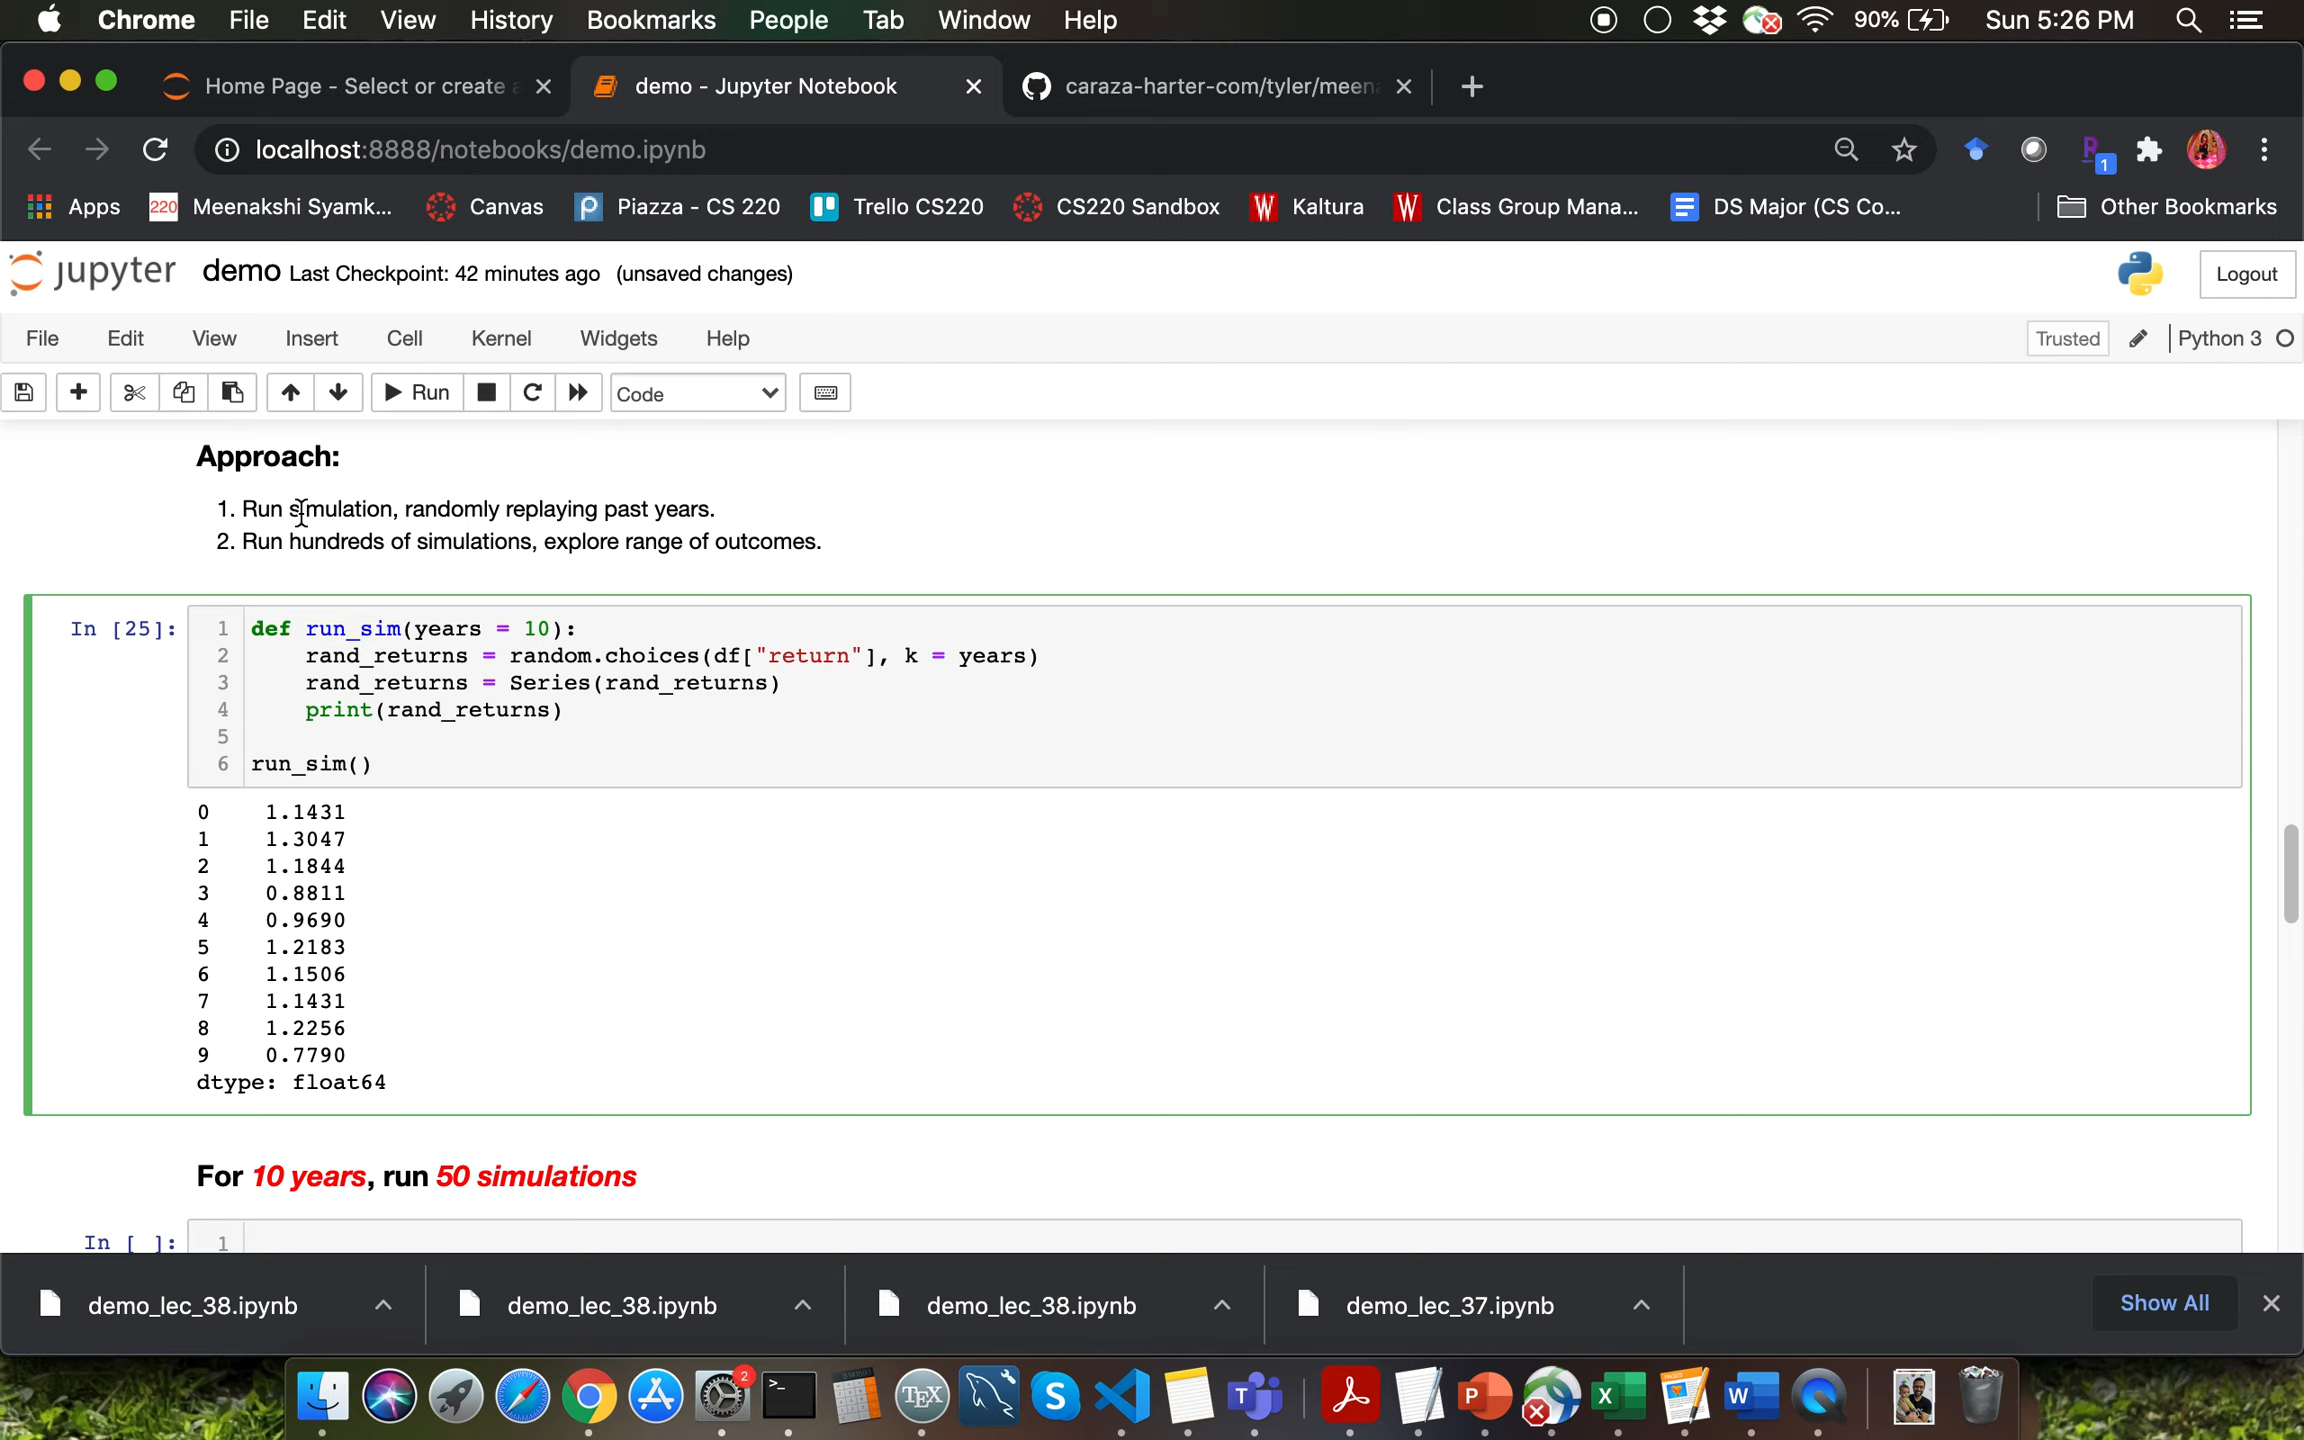 Chrome File Edit View History Bookmarks People Tab Window Help 90% Sun 5:26 PM
Home Page - Select or create a demo - Jupyter Notebook caraza-harter-com/tyler/meena
localhost:8888/notebooks/demo.ipynb 1
Apps 220 Meenakshi Syamk... Canvas Piazza - CS 220 Trello CS220 CS220 Sandbox Kaltura Class Group Mana... DS Major (CS Co... Other Bookmarks
jupyter demo Last Checkpoint: 42 minutes ago (unsaved changes) Logout
File Edit View Insert Cell Kernel Widgets Help Trusted Python 3
Run Code
Approach:
1. Run simulation, randomly replaying past years.
2. Run hundreds of simulations, explore range of outcomes.
In [25]: 1 def run_sim(years = 10):
2 rand_returns = random.choices(df["return"], k = years)
3 rand_returns = Series(rand_returns)
4 print(rand_returns)
5
6 run_sim()
0 1.1431
1 1.3047
2 1.1844
3 0.8811
4 0.9690
5 1.2183
6 1.1506
7 1.1431
8 1.2256
9 0.7790
dtype: float64
For 10 years, run 50 simulations
In [ ]: 1
demo_lec_38.ipynb demo_lec_38.ipynb demo_lec_38.ipynb demo_lec_37.ipynb Show All
2 TEX S T P X W